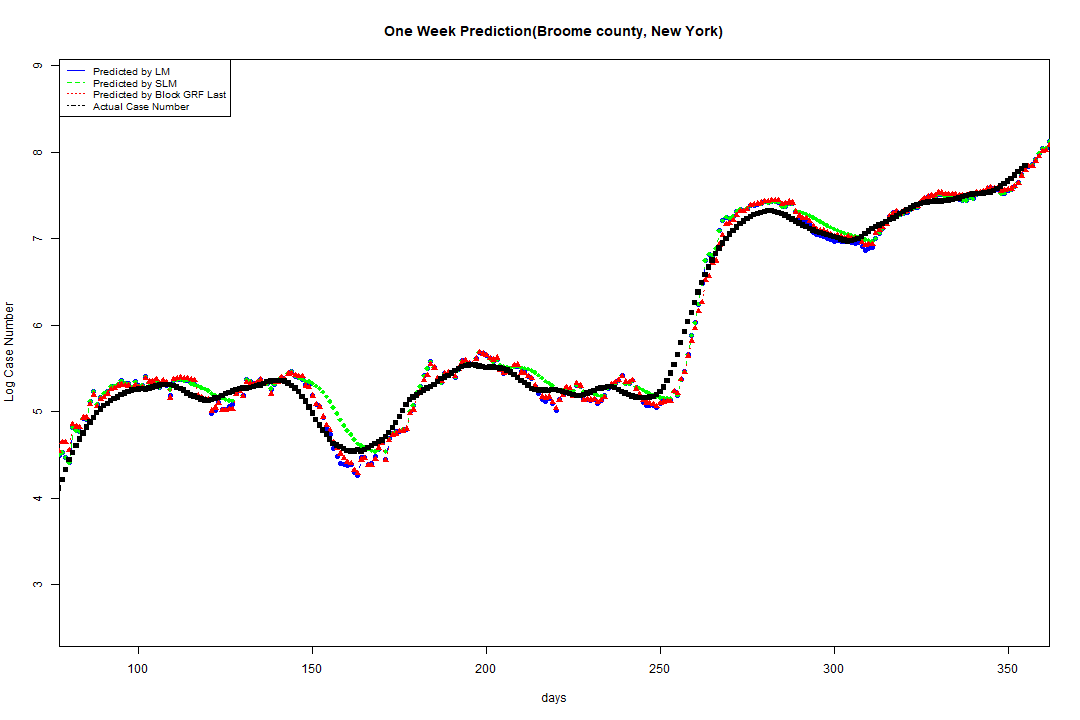 One Week Prediction(Broome county, New York)
Predicted by LM
Predicted by SLM
Predicted by Block GRF Last
Actual Case Number
9
8
7
6
5
4
3
Log Case Number
100 150 200 250 300 350
days